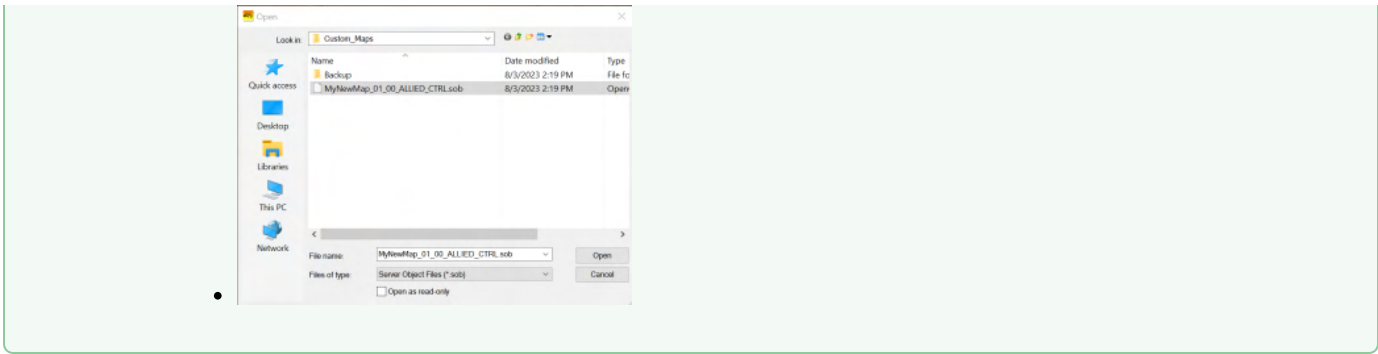 Open
Look in: Custom_Maps
Name Date modified Type
Backup 8/3/2023 2:19 PM File fo
MyNewMap_01_00_ALLIED_CTRL.sob 8/3/2023 2:19 PM Open
Quick access
Desktop
Libraries
This PC
Network
File name: MyNewMap_01_00_ALLIED_CTRL.sob Open
Files of type: Server Object Files (*.sob) Cancel
Open as read-only